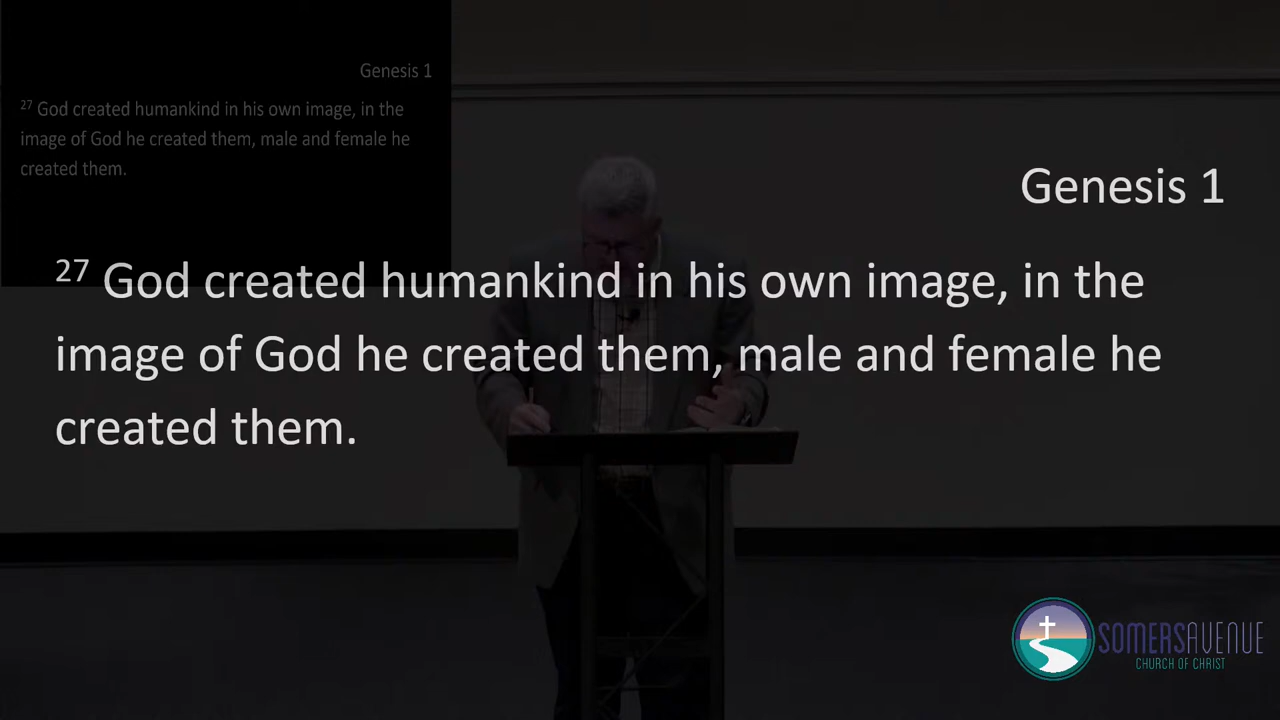 Genesis 1
27 God created humankind in his own image, in the
image of God he created them, male and female he
created them.
Genesis 1
27 God created humankind in his own image, in the
image of God he created them, male and female he
created them.
SOMERSAVENUE
CHURCH OF CHRIST